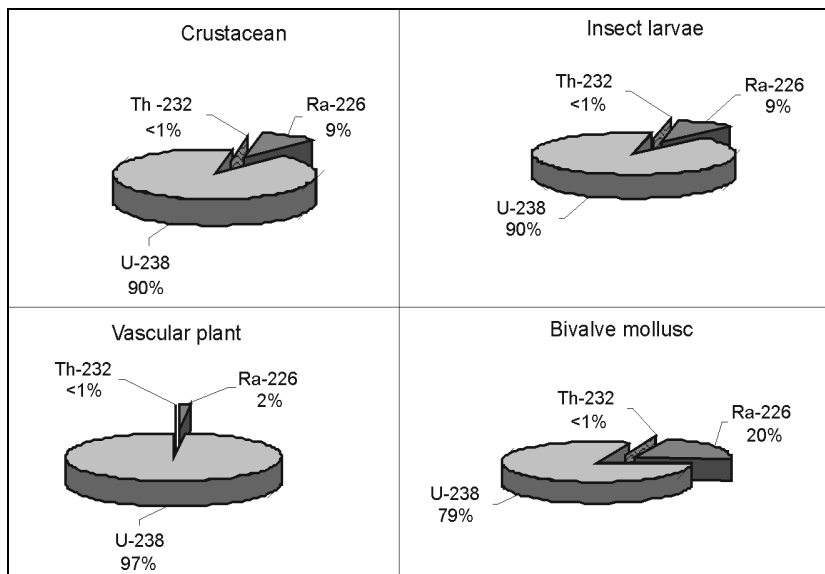 Crustacean
Th -232
<1%
Ra-226
9%
U-238
90%
Insect larvae
Th-232
<1%
Ra-226
9%
U-238
90%
Vascular plant
Th-232
<1%
Ra-226
2%
U-238
97%
Bivalve mollusc
Th-232
<1%
Ra-226
20%
U-238
79%